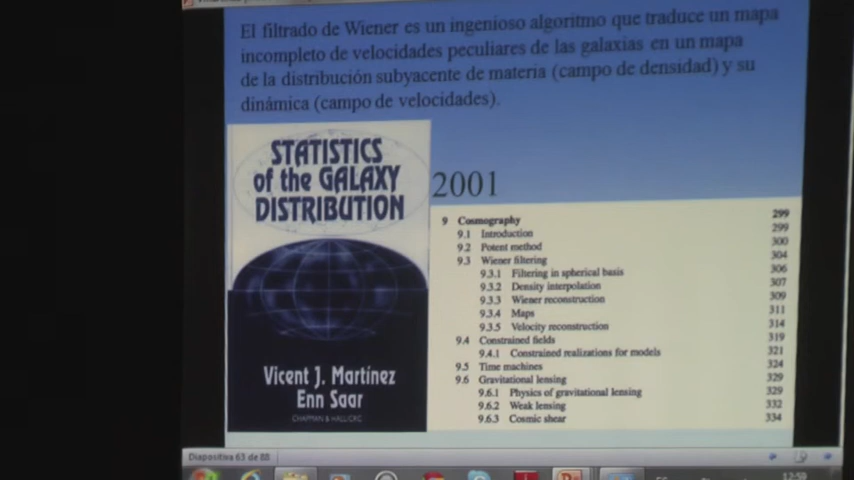 El filtrado de Wiener es un ingenioso algoritmo que traduce un mapa
incompleto de velocidades peculiares de las galaxias en un mapa
de la distribución subyacente de materia (campo de densidad) y su
dinámica (campo de velocidades).
STATISTICS
of the GALAXY
DISTRIBUTION
Vicent J. Martínez
Enn Saar
CHAPMAN & HALL/CRC
2001
9 Cosmography 299
9.1 Introduction 299
9.2 Potent method 300
9.3 Wiener filtering 304
9.3.1 Filtering in spherical basis 306
9.3.2 Density interpolation 307
9.3.3 Wiener reconstruction 309
9.3.4 Maps 311
9.3.5 Velocity reconstruction 314
9.4 Constrained fields 319
9.4.1 Constrained realizations for models 321
9.5 Time machines 324
9.6 Gravitational lensing 329
9.6.1 Physics of gravitational lensing 329
9.6.2 Weak lensing 332
9.6.3 Cosmic shear 334
Diapositiva 63 de 88
12:59